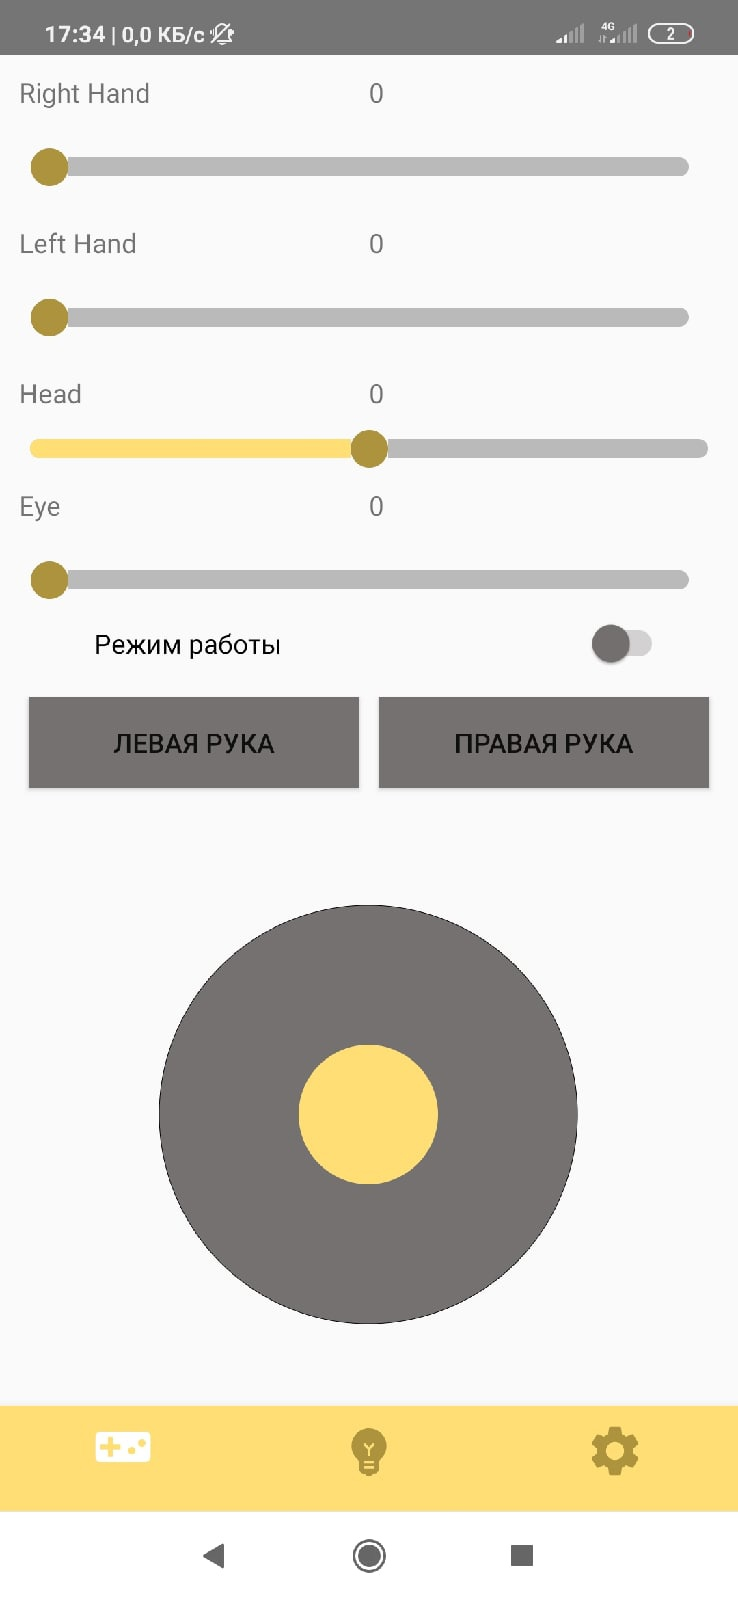 17:34 | 0,0 КБ/с
4G
2
Right Hand 0
Left Hand 0
Head 0
Eye 0
Режим работы
ЛЕВАЯ РУКА ПРАВАЯ РУКА